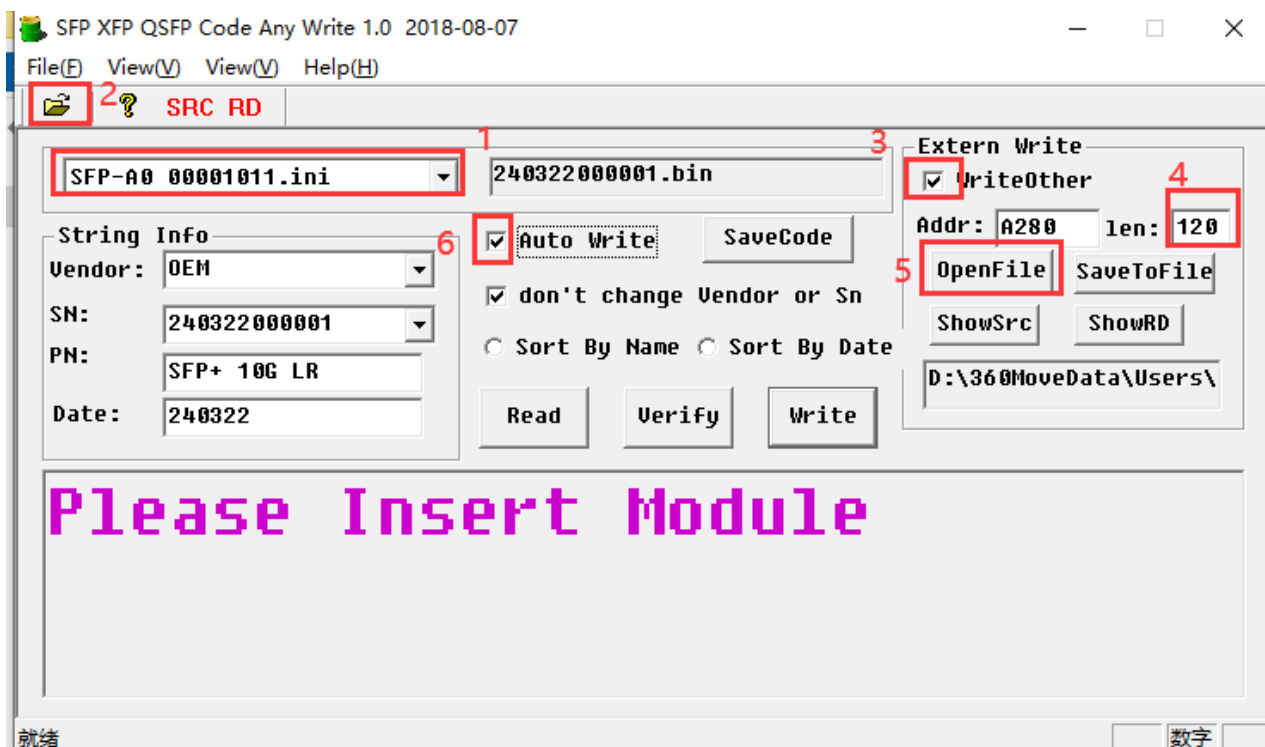 SFP XFP QSFP Code Any Write 1.0 2018-08-07
File(F) View(V) View(V) Help(H)
2 SRC RD
1
3
SFP-A0 00001011.ini
240322000001.bin
Extern Write
WriteOther
4
Addr: A280 len: 120
String Info
6
Auto Write
SaveCode
5
OpenFile
SaveToFile
Vendor: OEM
don't change Vendor or Sn
SN: 240322000001
ShowSrc
ShowRD
Sort By Name
Sort By Date
PN: SFP+ 10G LR
D:\360MoveData\Users\
Date: 240322
Read
Verify
Write
Please Insert Module
就绪
数字